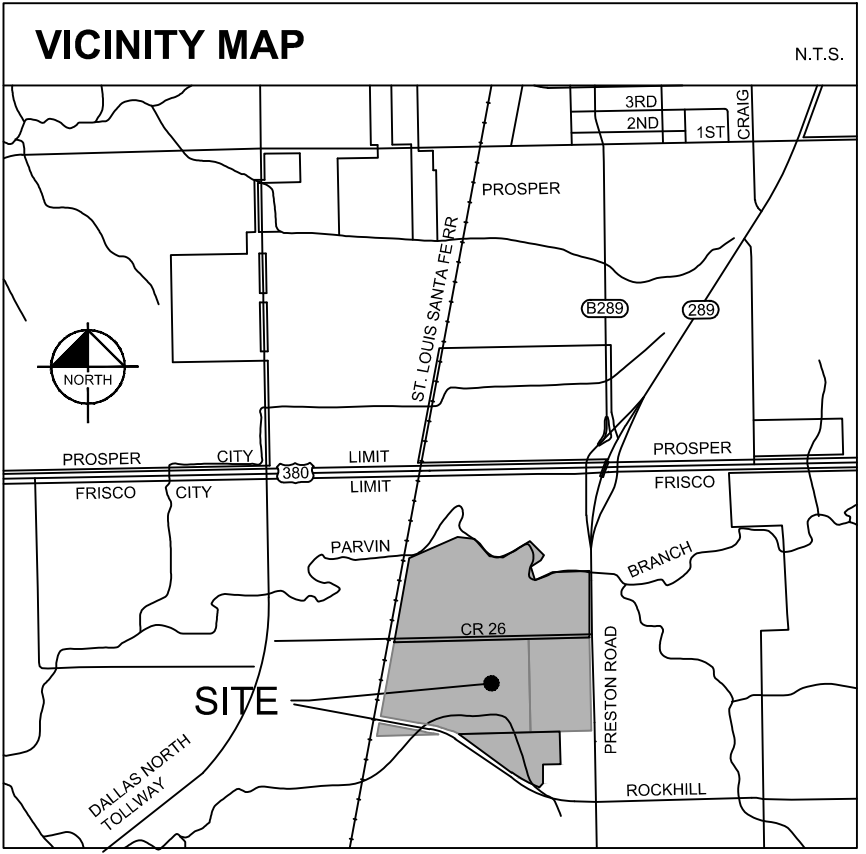 VICINITY MAP
N.T.S.
3RD
2ND
1ST
CRAIG
PROSPER
ST. LOUIS SANTA FE RR
B289
289
NORTH
PROSPER
CITY
LIMIT
PROSPER
380
FRISCO
CITY
LIMIT
FRISCO
PARVIN
BRANCH
CR 26
SITE
PRESTON ROAD
DALLAS NORTH
TOLLWAY
ROCKHILL